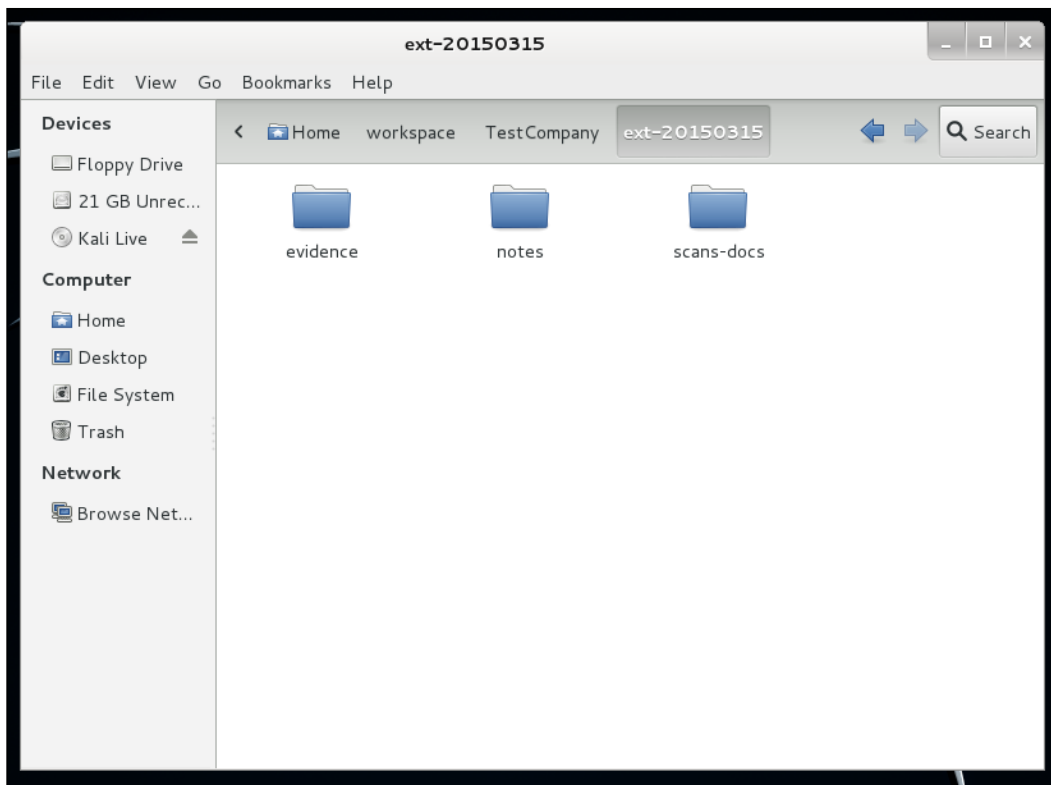 ext-20150315
File Edit View Go Bookmarks Help
Devices
Floppy Drive
21 GB Unrec...
Kali Live
Computer
Home
Desktop
File System
Trash
Network
Browse Net...
Home workspace TestCompany ext-20150315 Search
evidence notes scans-docs